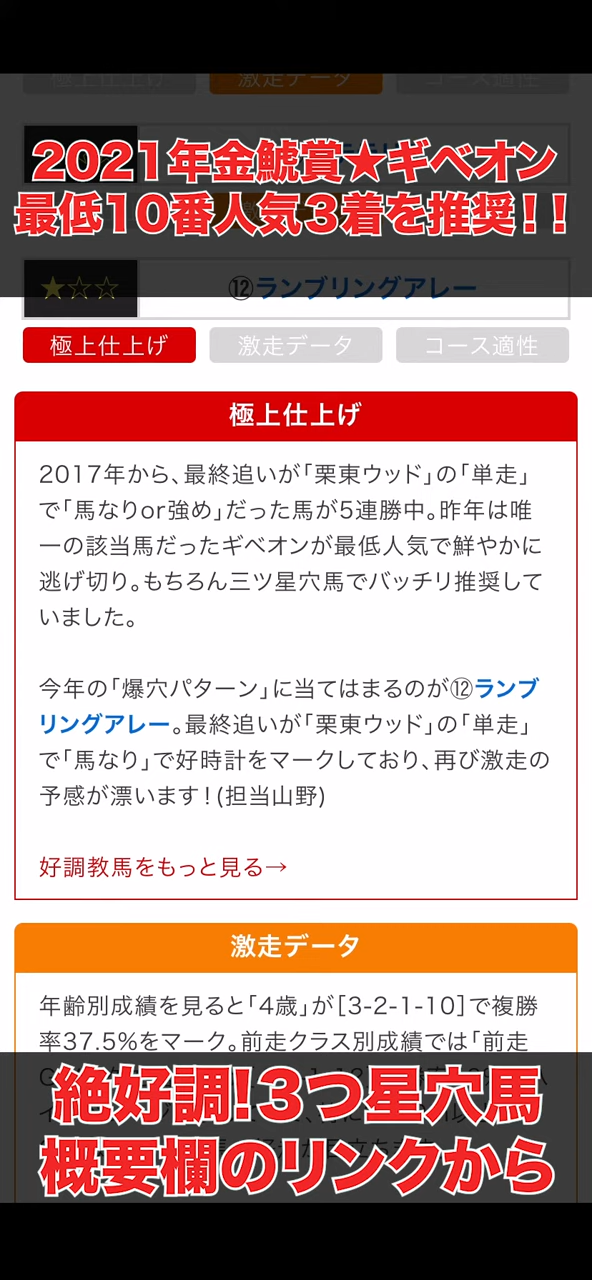 極上仕上げ 激走データ コース適性
2021年金鯱賞★ギベオン
最低10番人気3着を推奨!!
★☆☆ ⑫ランブリングアレー
極上仕上げ 激走データ コース適性
極上仕上げ
2017年から、最終追いが「栗東ウッド」の「単走」
で「馬なりor強め」だった馬が5連勝中。昨年は唯
一の該当馬だったギベオンが最低人気で鮮やかに
逃げ切り。もちろん三ツ星穴馬でバッチリ推奨して
いました。
今年の「爆穴パターン」に当てはまるのが⑫ランブ
リングアレー。最終追いが「栗東ウッド」の「単走」
で「馬なり」で好時計をマークしており、再び激走の
予感が漂います！(担当山野)
好調教馬をもっと見る→
激走データ
年齢別成績を見ると「4歳」が[3-2-1-10]で複勝
率37.5%をマーク。前走クラス別成績では「前走
絶好調!3つ星穴馬
概要欄のリンクから